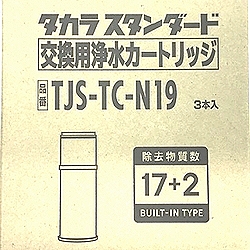 タカラスタンダード
交換用浄水カートリッジ
品番 TJS-TC-N19
3本入
除去物質数
17+2
BUILT-IN TYPE